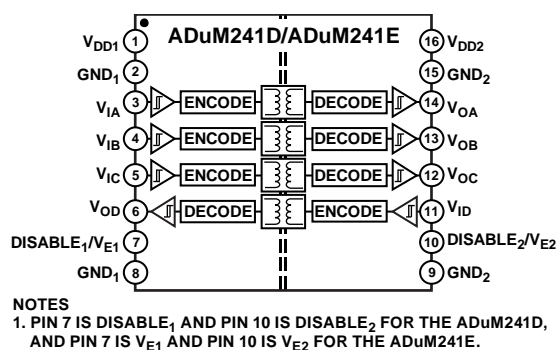 ADuM241D/ADuM241E
VDD1 1 16 VDD2
GND1 2 15 GND2
VIA 3 ENCODE DECODE 14 VOA
VIB 4 ENCODE DECODE 13 VOB
VIC 5 ENCODE DECODE 12 VOC
VOD 6 DECODE ENCODE 11 VID
DISABLE1/VE1 7 10 DISABLE2/VE2
GND1 8 9 GND2
NOTES
1. PIN 7 IS DISABLE1 AND PIN 10 IS DISABLE2 FOR THE ADuM241D,
AND PIN 7 IS VE1 AND PIN 10 IS VE2 FOR THE ADuM241E.